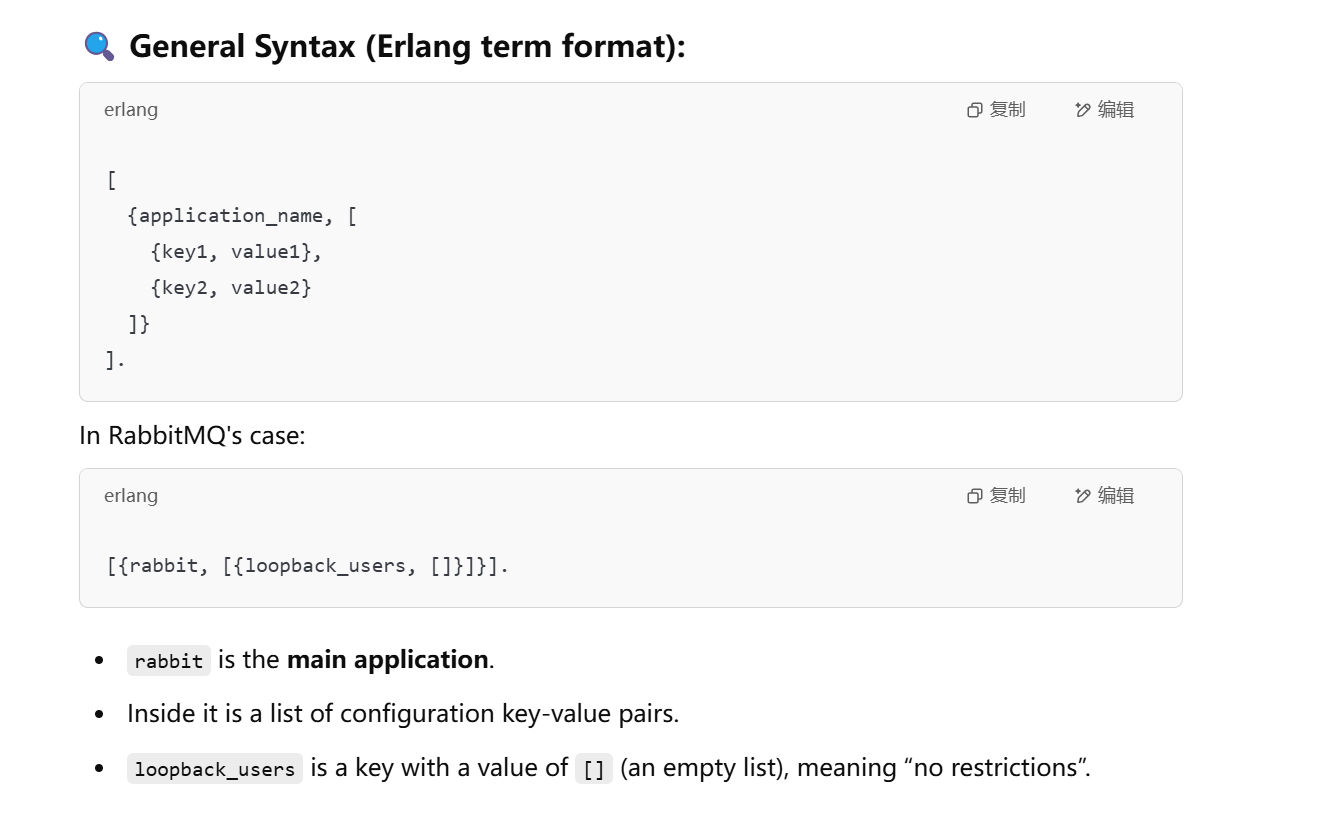 🔍 General Syntax (Erlang term format):
erlang 复制 编辑
[
  {application_name, [
    {key1, value1},
    {key2, value2}
  ]}
].
In RabbitMQ's case:
erlang 复制 编辑
[{rabbit, [{loopback_users, []}]}].
• rabbit is the main application.
• Inside it is a list of configuration key-value pairs.
• loopback_users is a key with a value of [] (an empty list), meaning “no restrictions”.